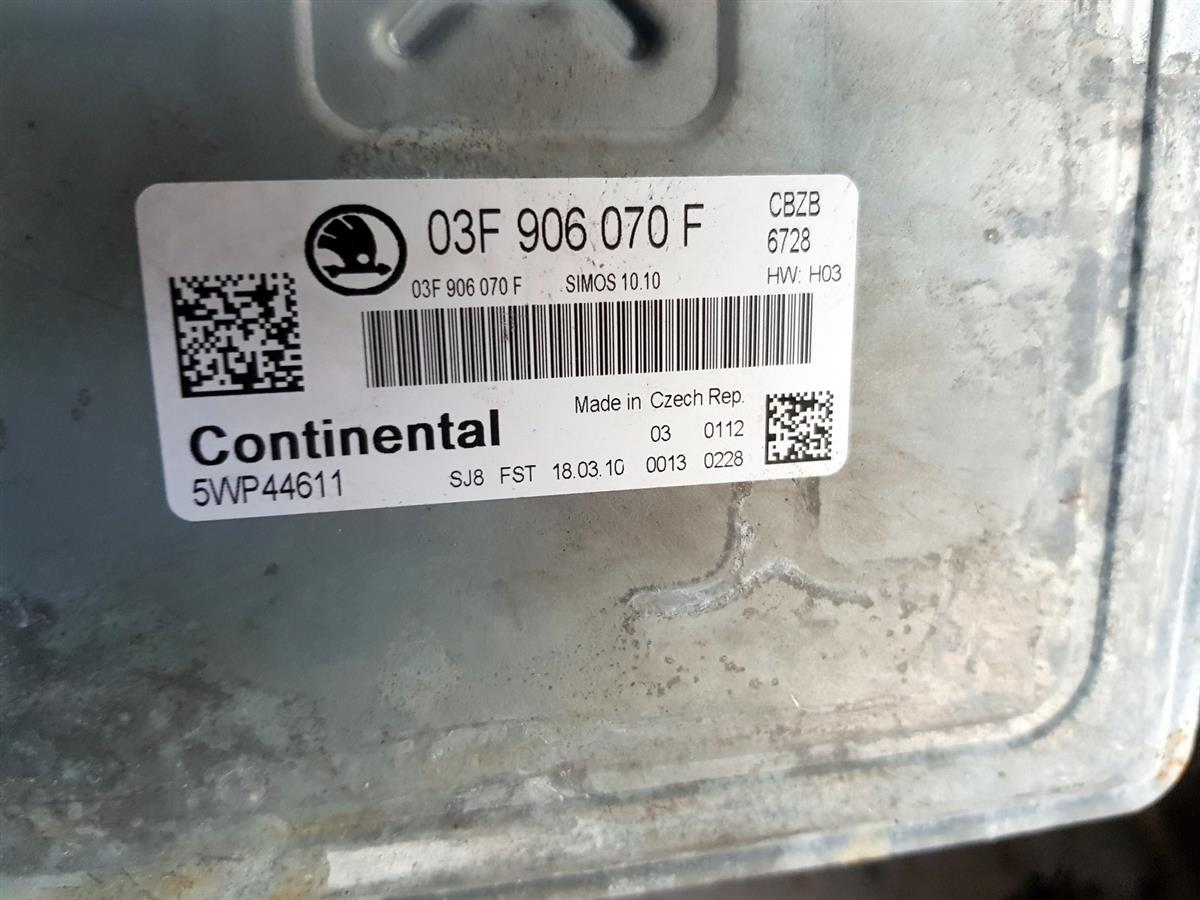 03F 906 070 F
CBZB
6728
HW: H03
03F 906 070 F SIMOS 10.10
Made in Czech Rep.
Continental
03 0112
5WP44611
SJ8 FST 18.03.10 0013 0228